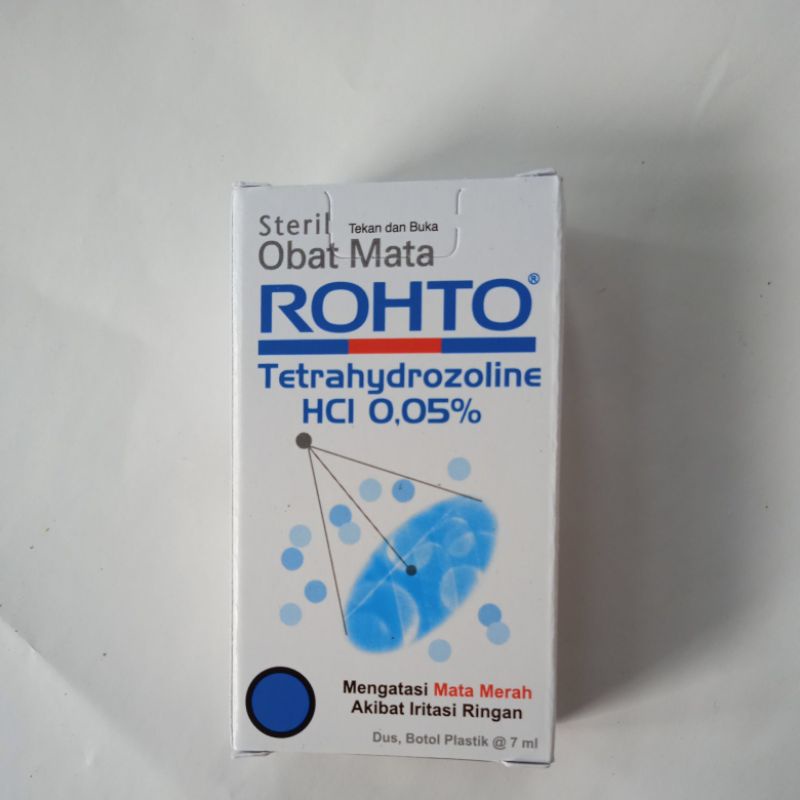 Steril
Tekan dan Buka
Obat Mata
ROHTO®
Tetrahydrozoline
HCl 0,05%
Mengatasi Mata Merah
Akibat Iritasi Ringan
Dus, Botol Plastik @ 7 ml